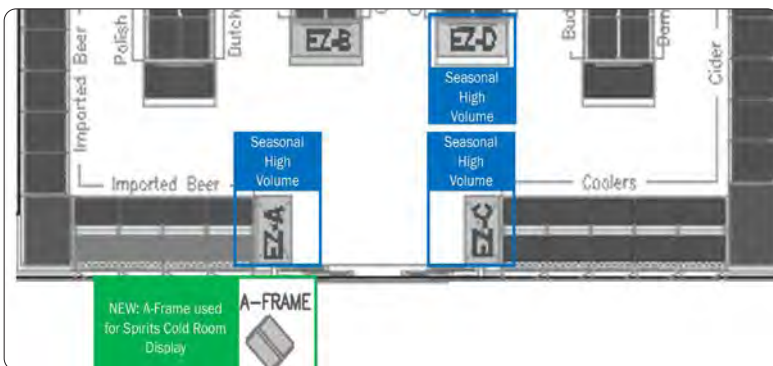 Imported Beer
Polish
Dutch
EZ-B
EZ-D
Bud
Dam
Cider
Seasonal
High
Volume
Seasonal
High
Volume
Seasonal
High
Volume
Imported Beer
Coolers
EZ-A
EZ-C
NEW: A-Frame used
for Spirits Cold Room
Display
A-FRAME